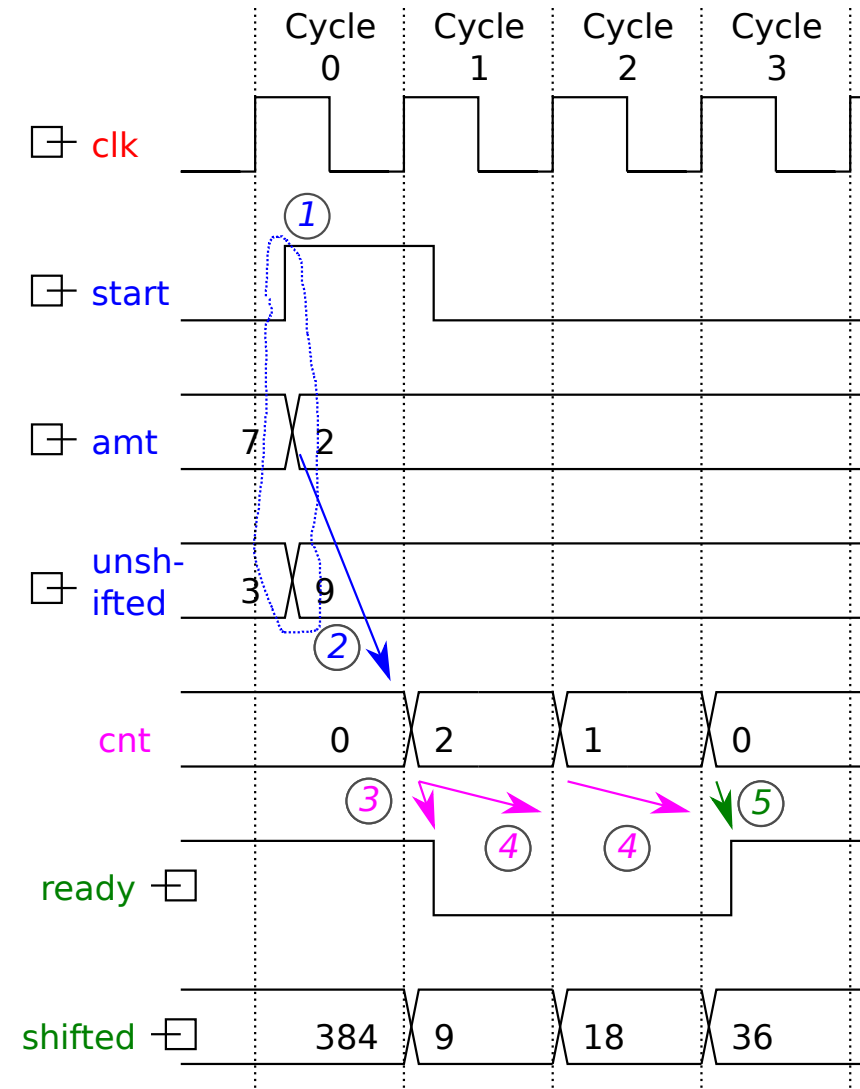 Cycle Cycle Cycle Cycle
0 1 2 3
clk
1
start
amt 7 2
unsh-
ifted 3 9
2
cnt 0 2 1 0
3 4 4 5
ready
shifted 384 9 18 36